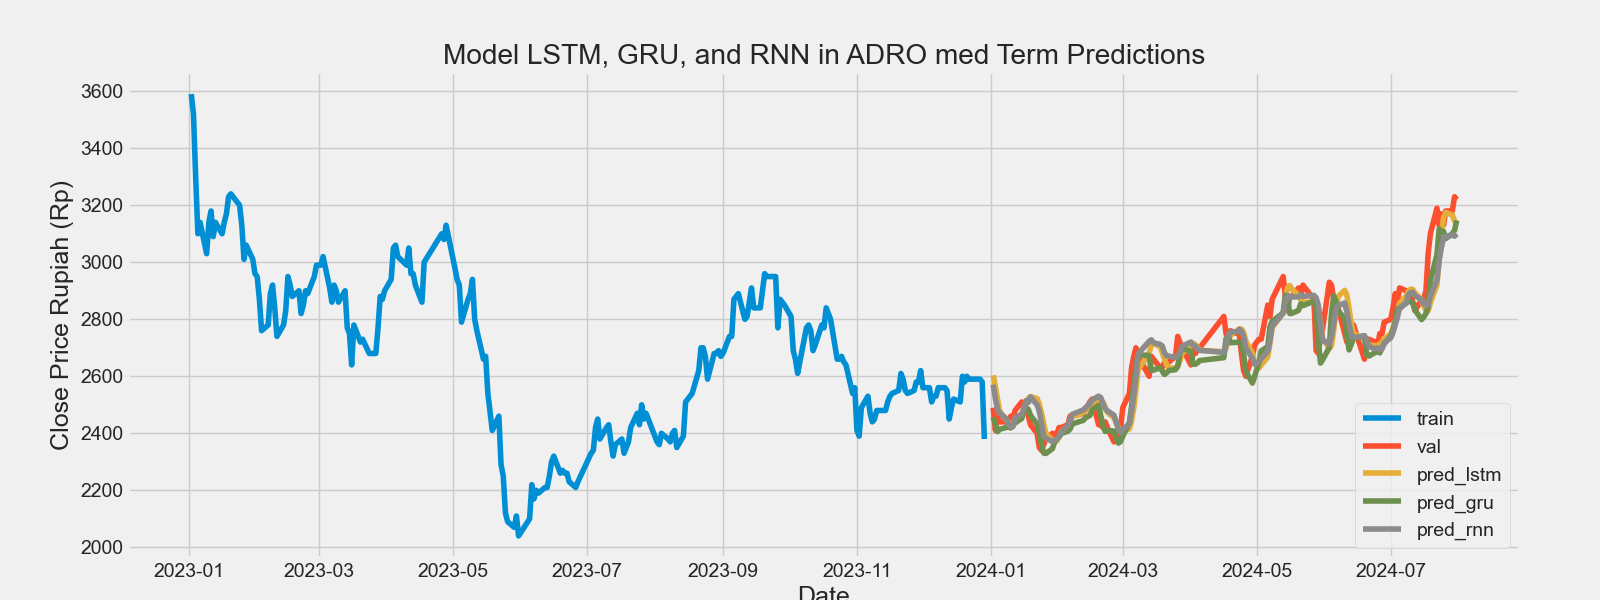 Model LSTM, GRU, and RNN in ADRO med Term Predictions
Close Price Rupiah (Rp)
3600
3400
3200
3000
2800
2600
2400
2200
2000
train
val
pred_lstm
pred_gru
pred_rnn
2023-01 2023-03 2023-05 2023-07 2023-09 2023-11 2024-01 2024-03 2024-05 2024-07
Date